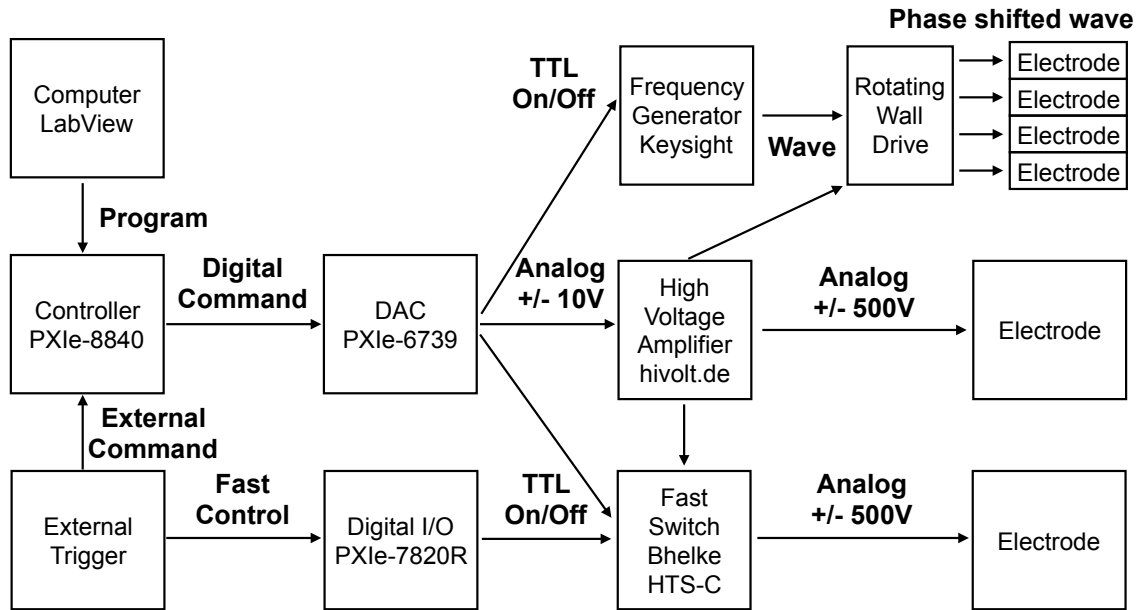 Phase shifted wave
Computer
LabView
TTL
On/Off
Frequency
Generator
Keysight
Wave
Rotating
Wall
Drive
Electrode
Electrode
Electrode
Electrode
Program
Controller
PXIe-8840
Digital
Command
DAC
PXIe-6739
Analog
+/- 10V
High
Voltage
Amplifier
hivolt.de
Analog
+/- 500V
Electrode
External
Command
External
Trigger
Fast
Control
Digital I/O
PXIe-7820R
TTL
On/Off
Fast
Switch
Bhelke
HTS-C
Analog
+/- 500V
Electrode